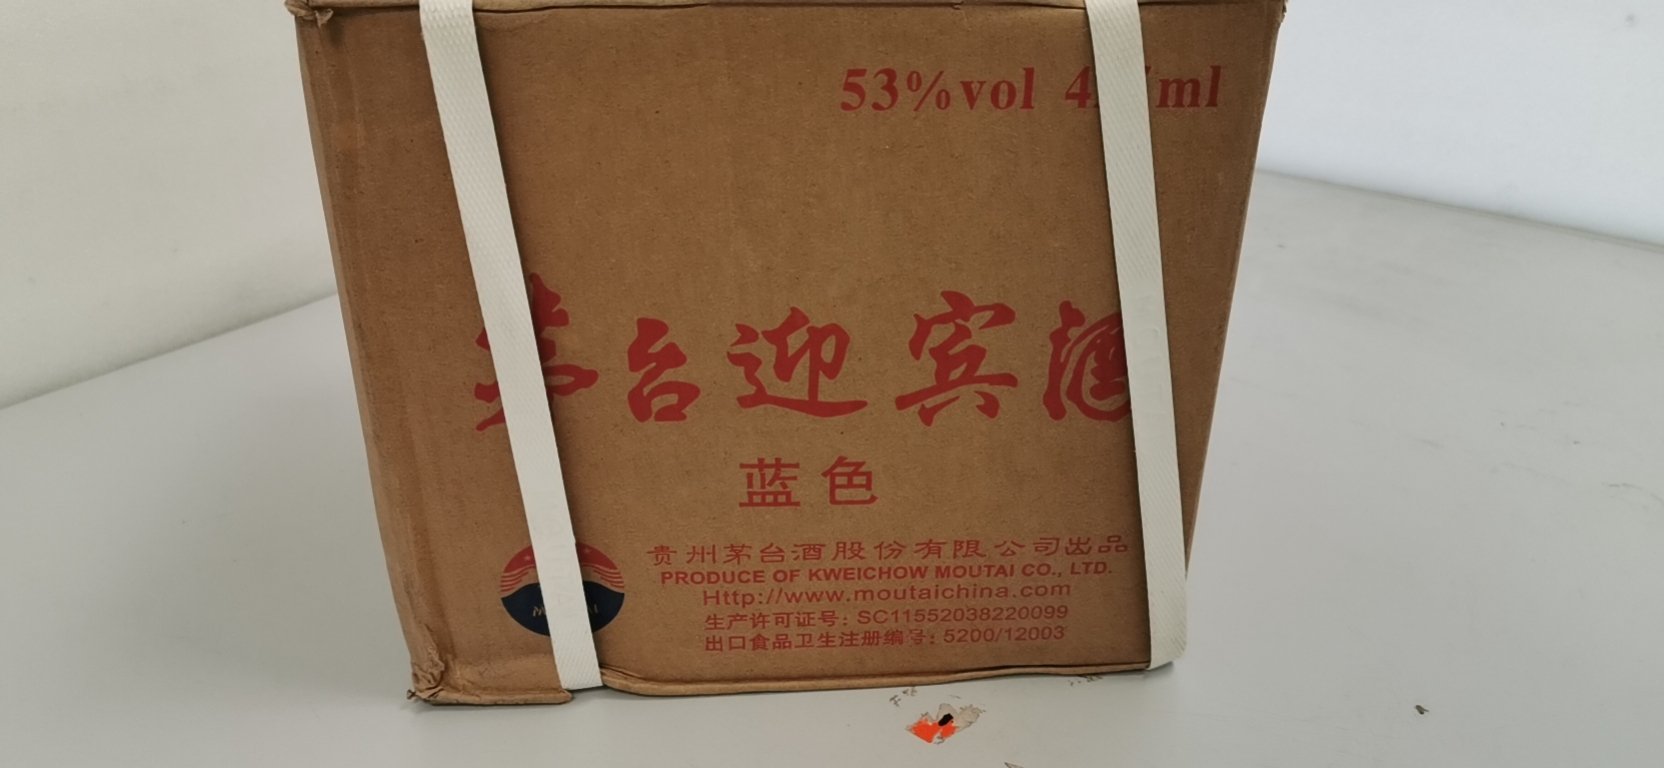 53%vol ml
茅台迎宾酒
蓝色
贵州茅台酒股份有限公司出品
PRODUCE OF KWEICHOW MOUTAI CO., LTD.
Http://www.moutaichina.com
生产许可证号: SC11552038220099
出口食品卫生注册编号: 5200/12003